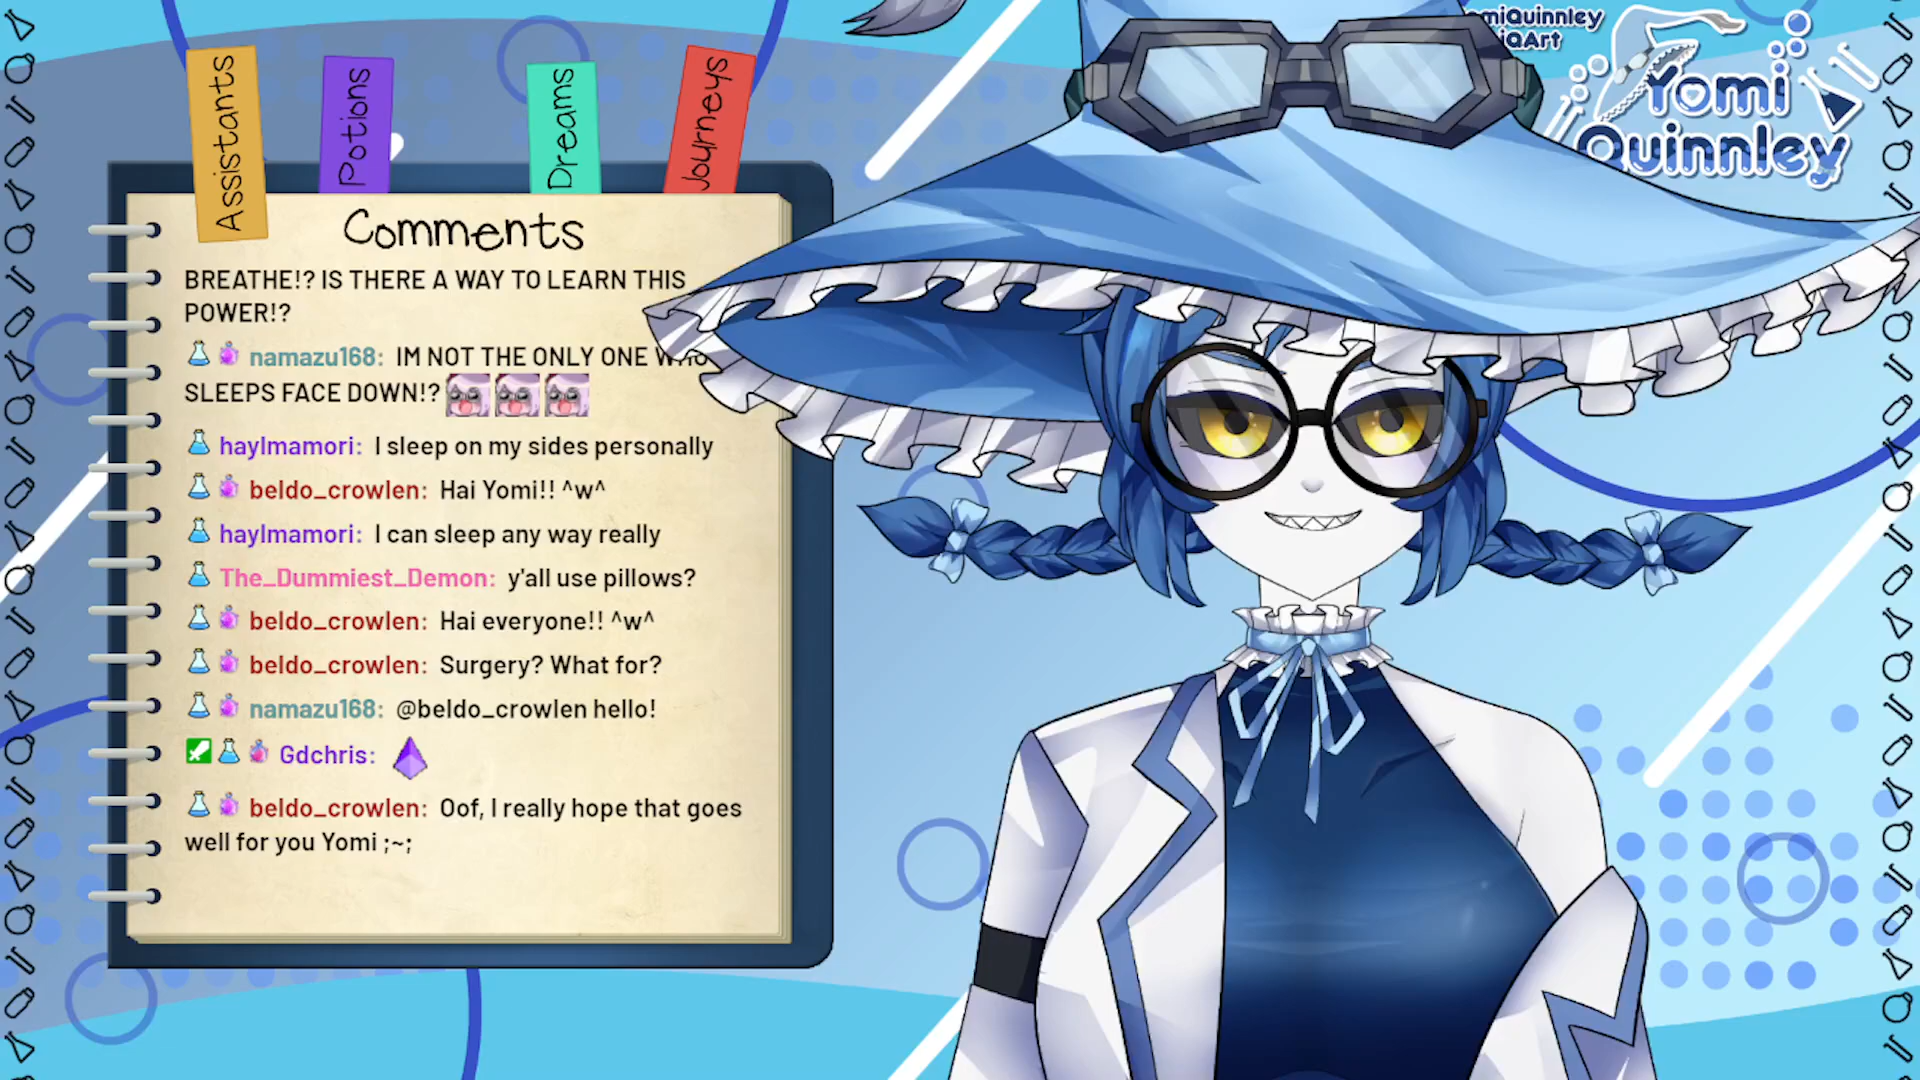 Assistants
Potions
Dreams
Journeys
Comments
BREATHE!? IS THERE A WAY TO LEARN THIS
POWER!?
namazu168: IM NOT THE ONLY ONE WHO
SLEEPS FACE DOWN!?
haylmamori: I sleep on my sides personally
beldo_crowlen: Hai Yomi!! ^w^
haylmamori: I can sleep any way really
The_Dummiest_Demon: y'all use pillows?
beldo_crowlen: Hai everyone!! ^w^
beldo_crowlen: Surgery? What for?
namazu168: @beldo_crowlen hello!
Gdchris:
beldo_crowlen: Oof, I really hope that goes
well for you Yomi ;~;
Yomi
Quinnley